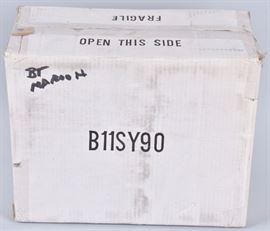 FRAGILE
OPEN THIS SIDE
BT
MAROON
B11SY90